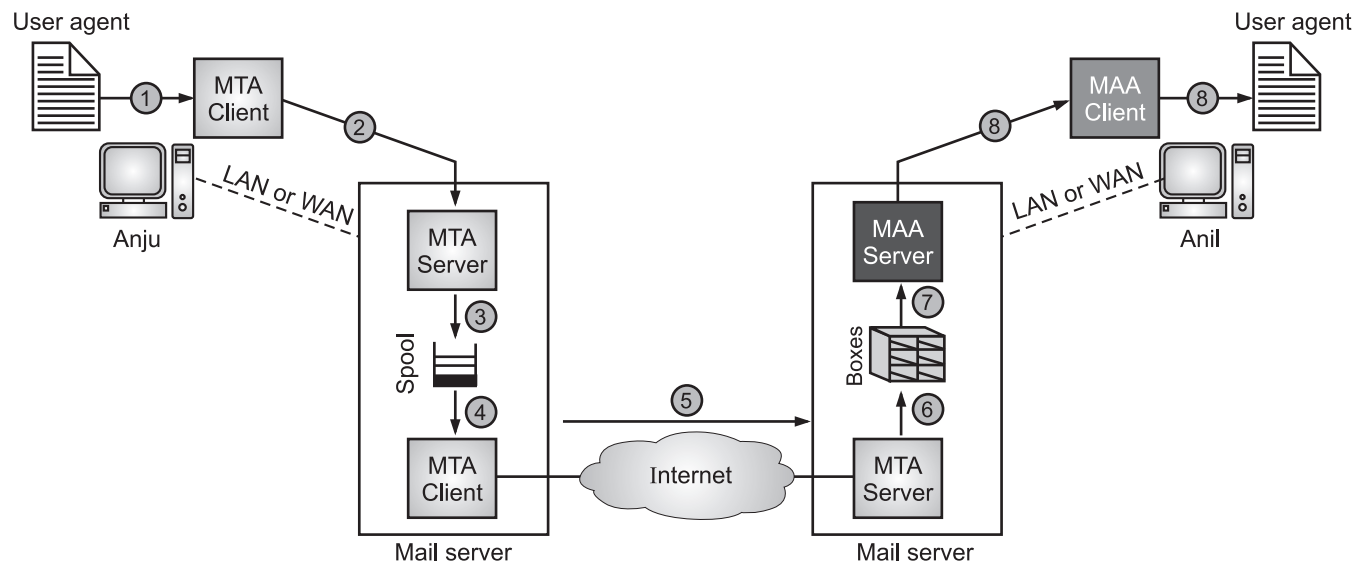 User agent
User agent
MTA
Client
1
2
MAA
Client
8
8
LAN or WAN
LAN or WAN
Anju
Anil
MTA
Server
3
Spool
4
MTA
Client
Mail server
5
Internet
MAA
Server
7
Boxes
6
MTA
Server
Mail server